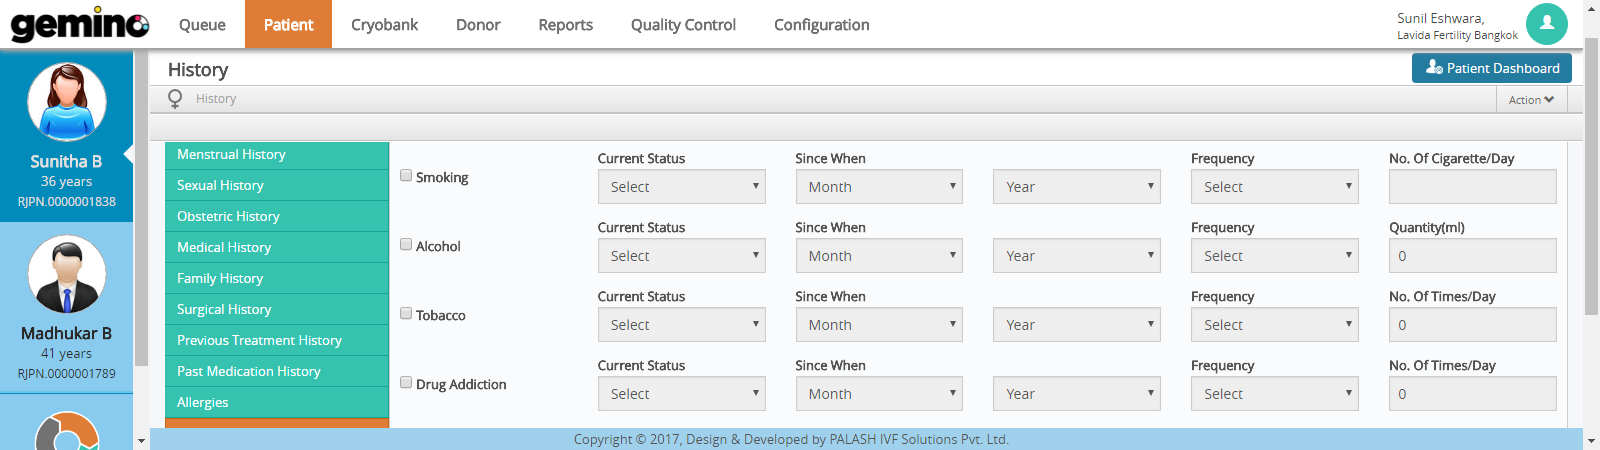 gemino
Queue
Patient
Cryobank
Donor
Reports
Quality Control
Configuration
Sunil Eshwara,
Lavida Fertility Bangkok
History
Patient Dashboard
History
Action
Sunitha B
36 years
RJPN.0000001838
Madhukar B
41 years
RJPN.0000001789
Menstrual History
Sexual History
Obstetric History
Medical History
Family History
Surgical History
Previous Treatment History
Past Medication History
Allergies
Current Status Since When Frequency No. Of Cigarette/Day
Smoking Select Month Year Select
Current Status Since When Frequency Quantity(ml)
Alcohol Select Month Year Select 0
Current Status Since When Frequency No. Of Times/Day
Tobacco Select Month Year Select 0
Current Status Since When Frequency No. Of Times/Day
Drug Addiction Select Month Year Select 0
Copyright © 2017, Design & Developed by PALASH IVF Solutions Pvt. Ltd.